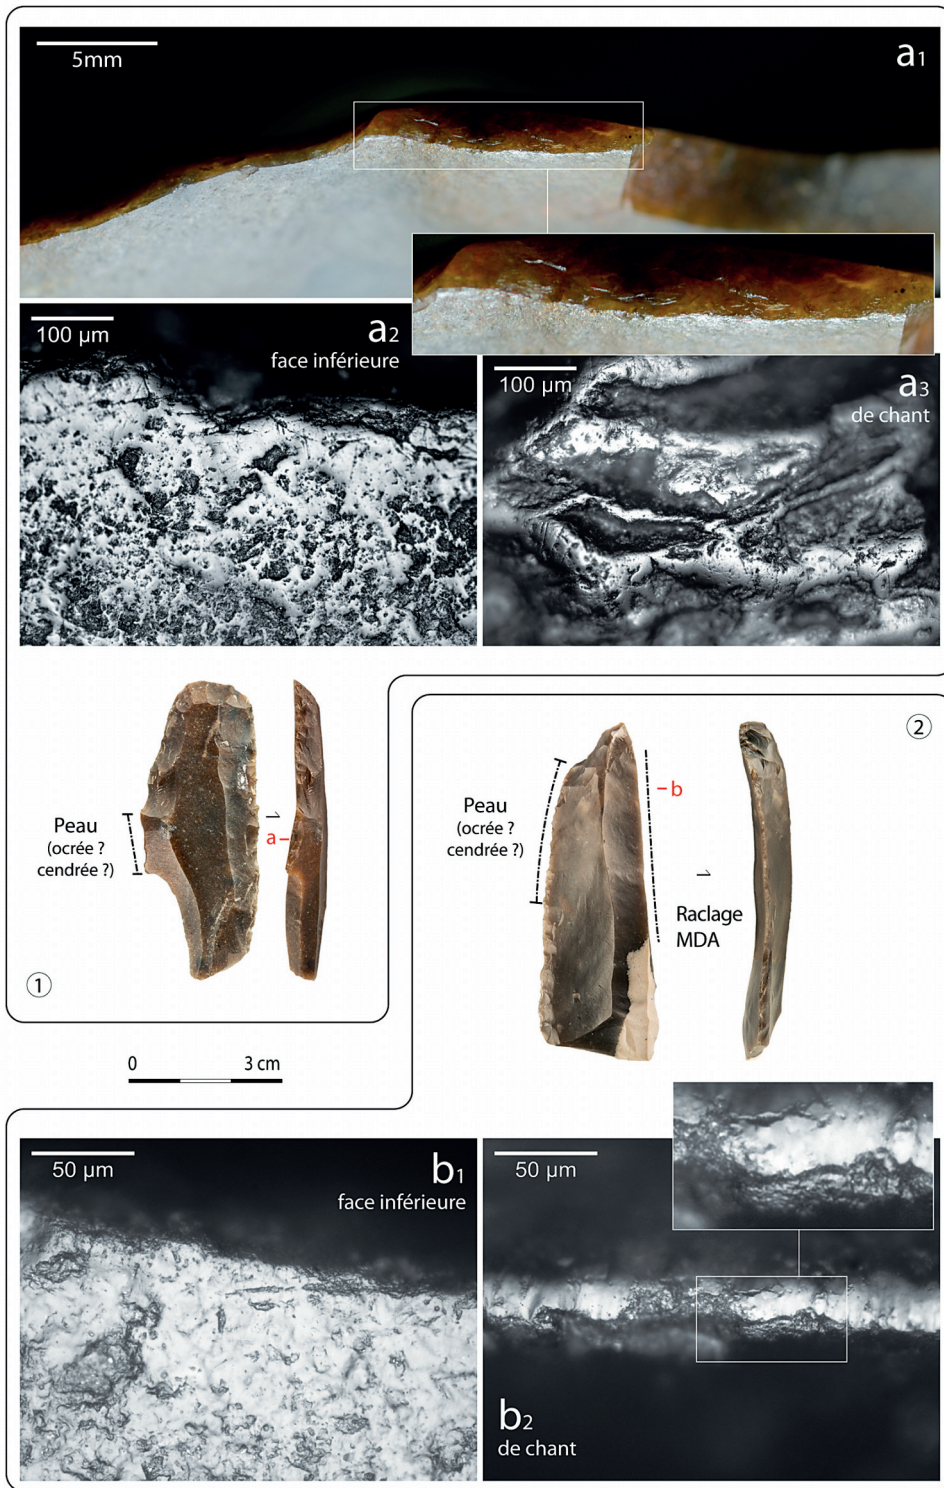 5mm
a1
100 µm
a2
face inférieure
100 µm
a3
de chant
Peau
(ocrée ?
cendrée ?)
a
1
2
Peau
(ocrée ?
cendrée ?)
b
Raclage
MDA
0 3 cm
50 µm
b1
face inférieure
50 µm
b2
de chant